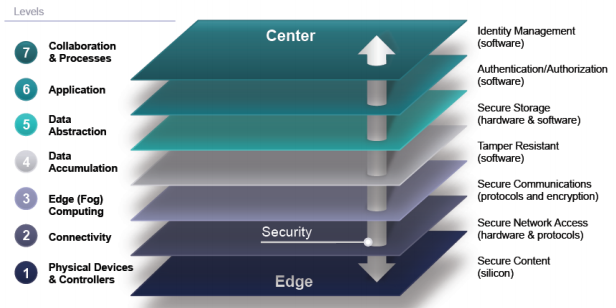 Levels
7
Collaboration
& Processes
6
Application
5
Data
Abstraction
4
Data
Accumulation
3
Edge (Fog)
Computing
2
Connectivity
1
Physical Devices
& Controllers
Center
Security
Edge
Identity Management
(software)
Authentication/Authorization
(software)
Secure Storage
(hardware & software)
Tamper Resistant
(software)
Secure Communications
(protocols and encryption)
Secure Network Access
(hardware & protocols)
Secure Content
(silicon)